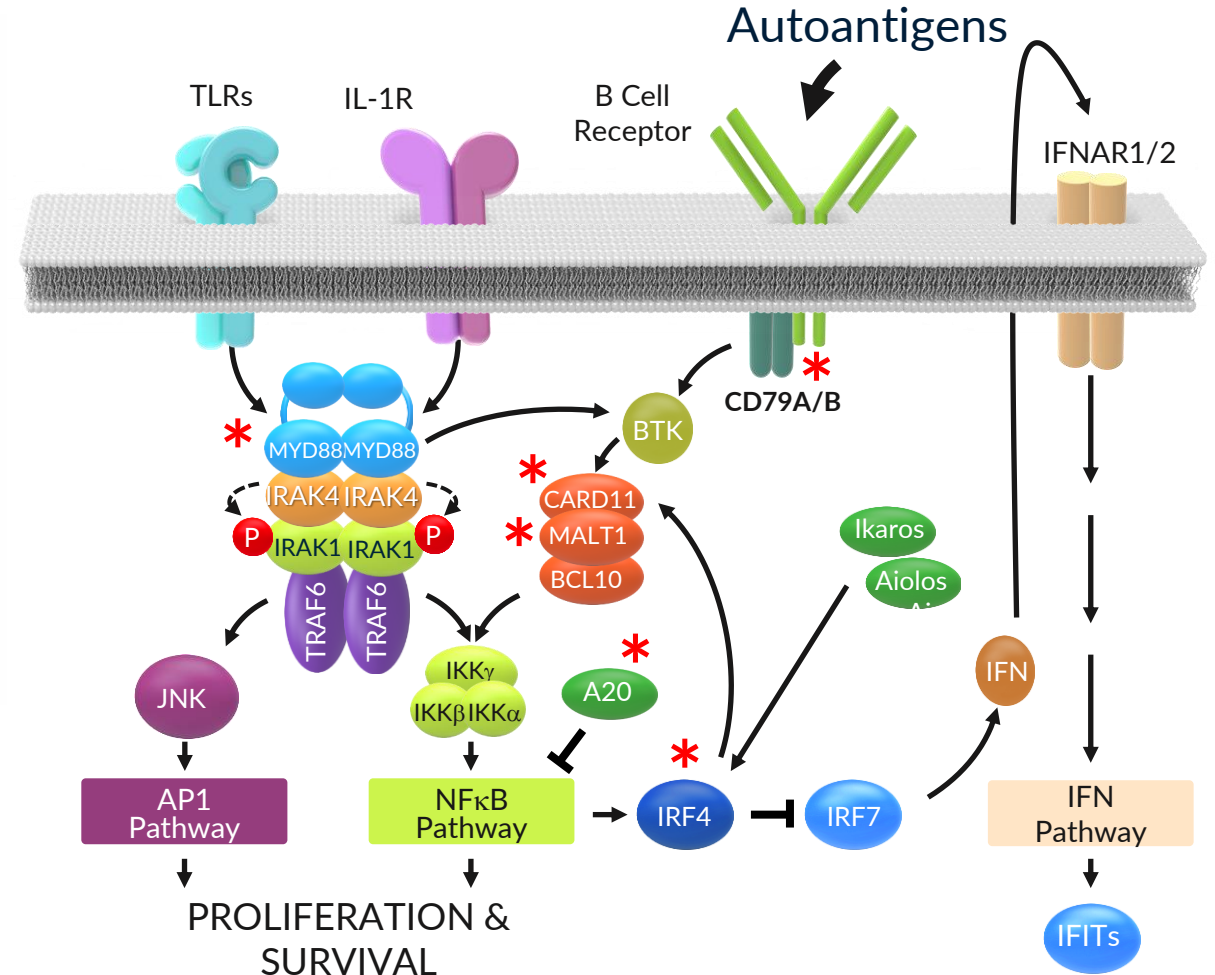 Autoantigens
TLRs
IL-1R
B Cell
Receptor
IFNAR1/2
CD79A/B
*
*
MYD88
MYD88
BTK
*
IRAK4
IRAK4
CARD11
P
P
IRAK1
IRAK1
*
MALT1
BCL10
Ikaros
Aiolos
TRAF6
TRAF6
JNK
IKKγ
IKKβ
IKKα
*
A20
IFN
*
AP1
Pathway
NFκB
Pathway
IRF4
IRF7
IFN
Pathway
PROLIFERATION &
SURVIVAL
IFITs